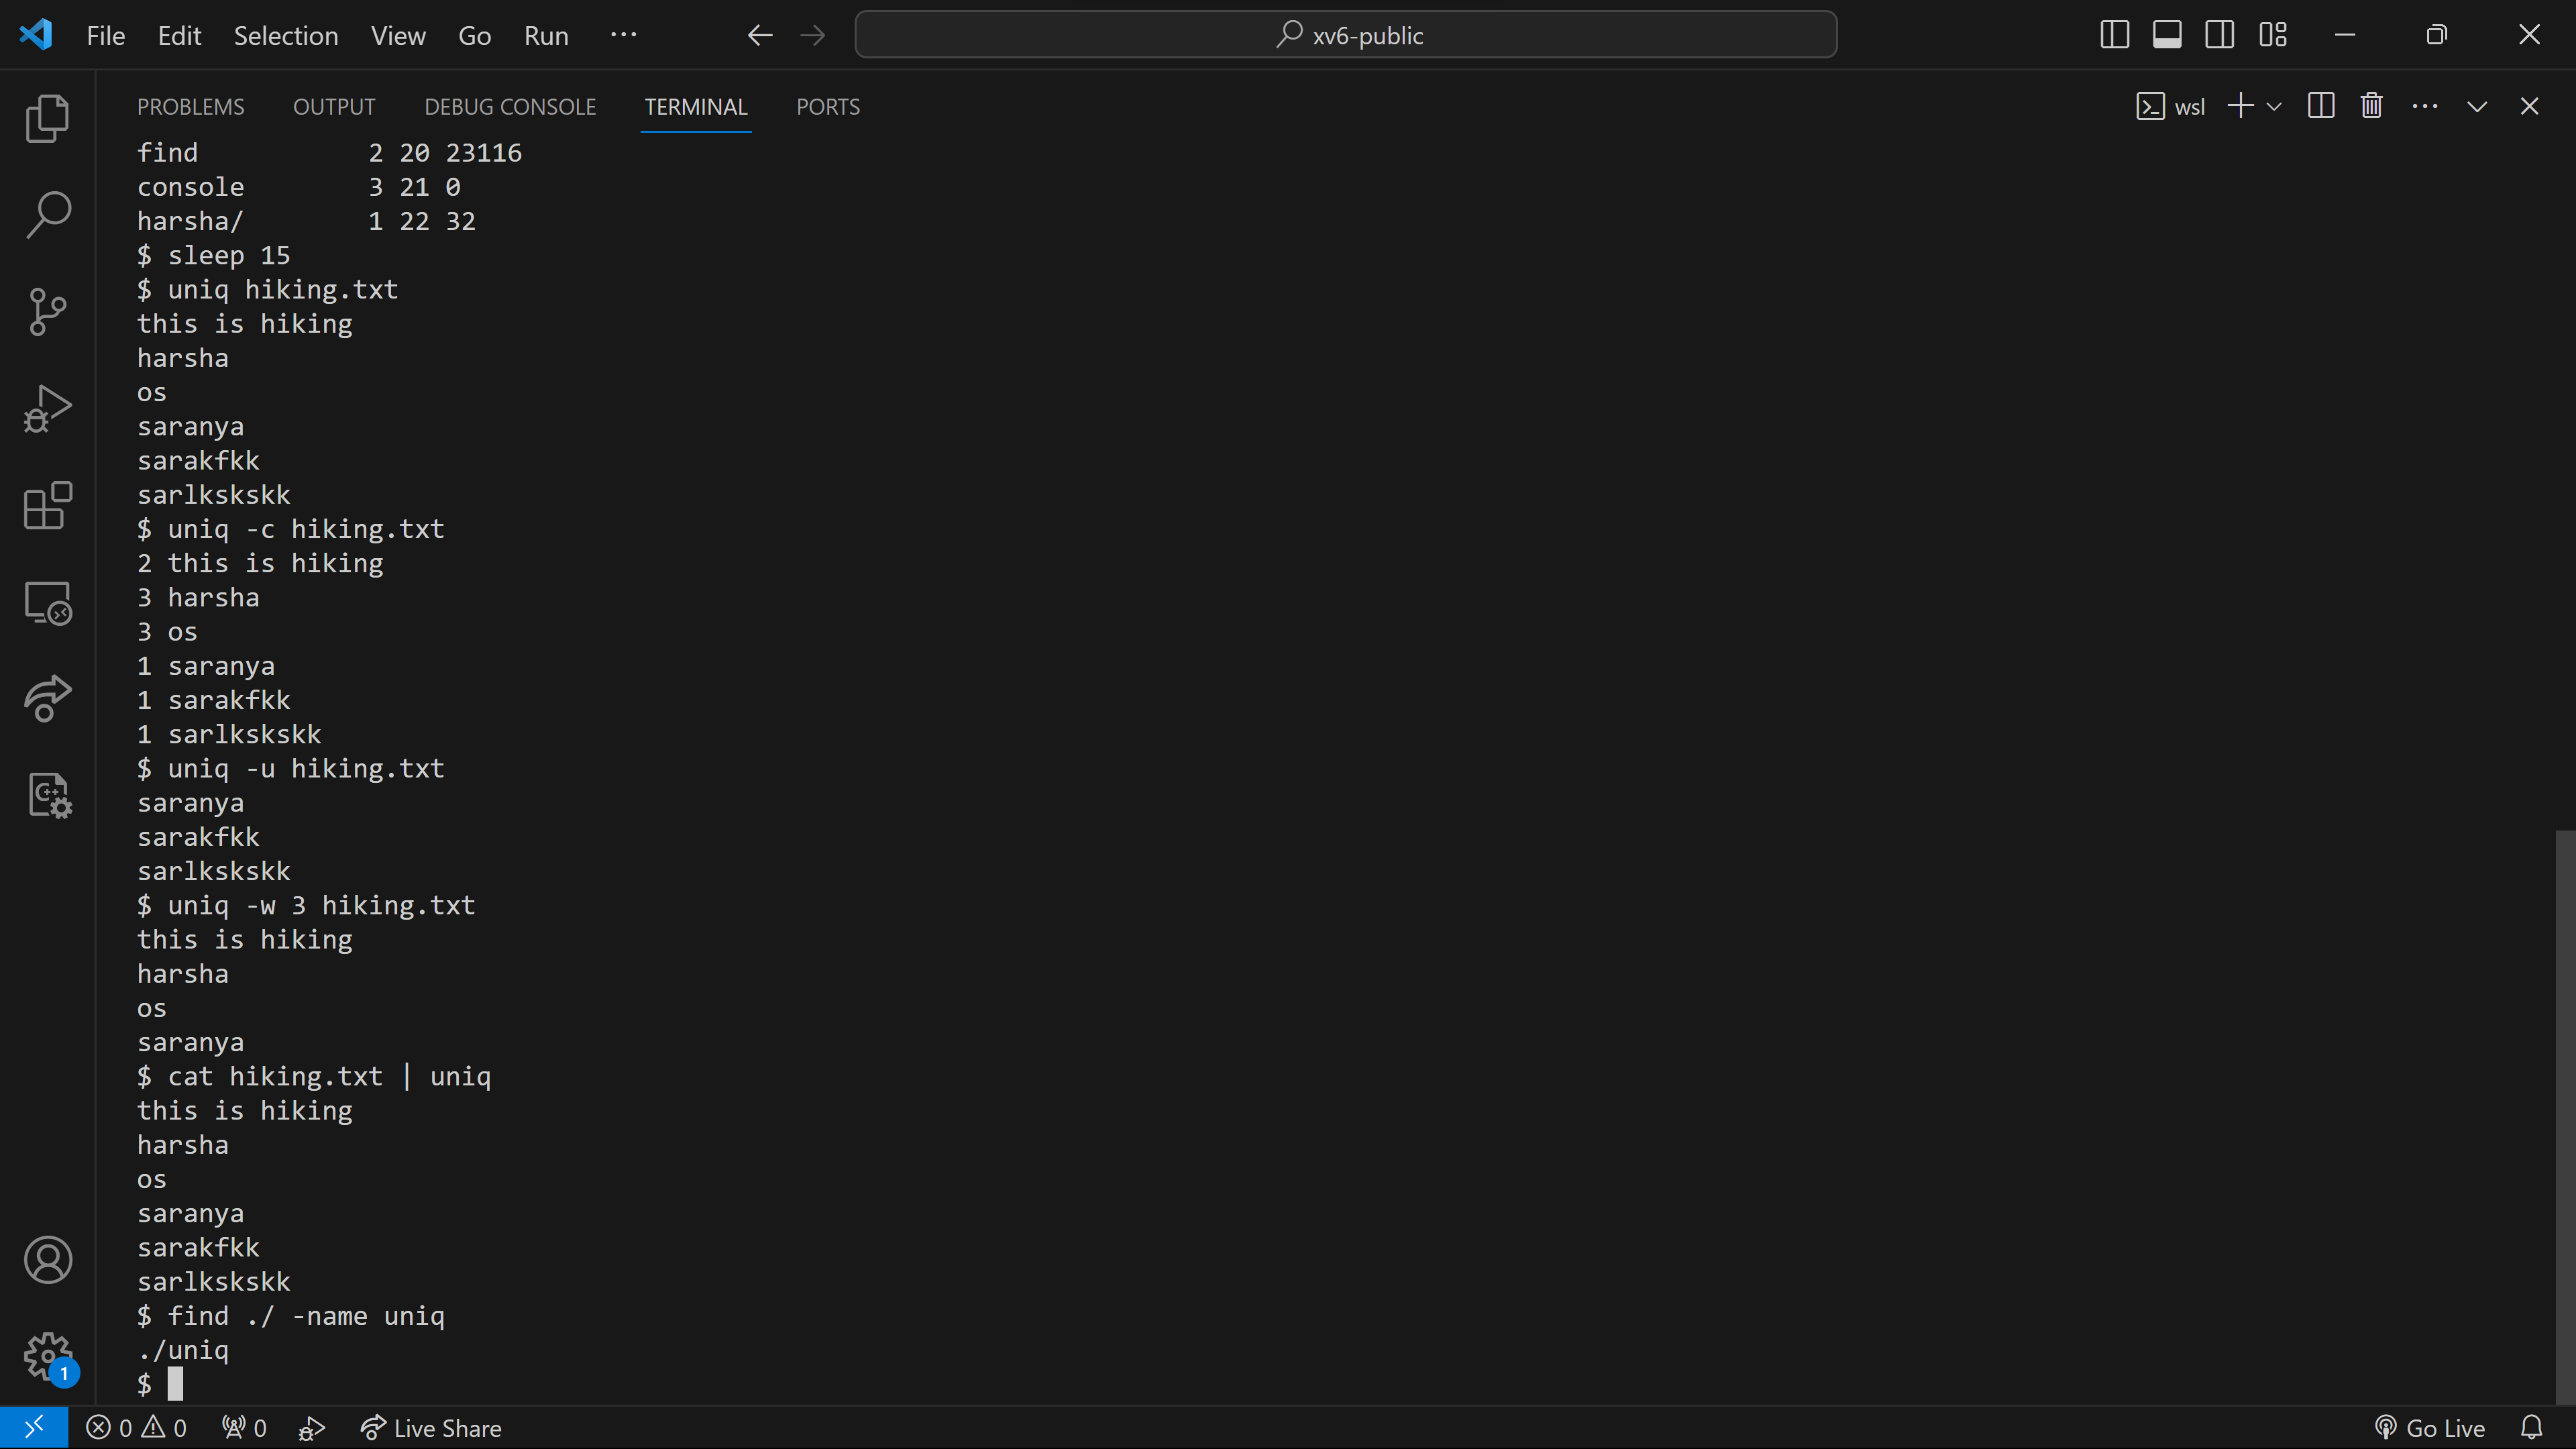 File Edit Selection View Go Run ... xv6-public
PROBLEMS OUTPUT DEBUG CONSOLE TERMINAL PORTS wsl
find 2 20 23116
console 3 21 0
harsha/ 1 22 32
$ sleep 15
$ uniq hiking.txt
this is hiking
harsha
os
saranya
sarakfkk
sarlkskskk
$ uniq -c hiking.txt
2 this is hiking
3 harsha
3 os
1 saranya
1 sarakfkk
1 sarlkskskk
$ uniq -u hiking.txt
saranya
sarakfkk
sarlkskskk
$ uniq -w 3 hiking.txt
this is hiking
harsha
os
saranya
$ cat hiking.txt | uniq
this is hiking
harsha
os
saranya
sarakfkk
sarlkskskk
$ find ./ -name uniq
./uniq
$
1
0 0 0 Live Share Go Live